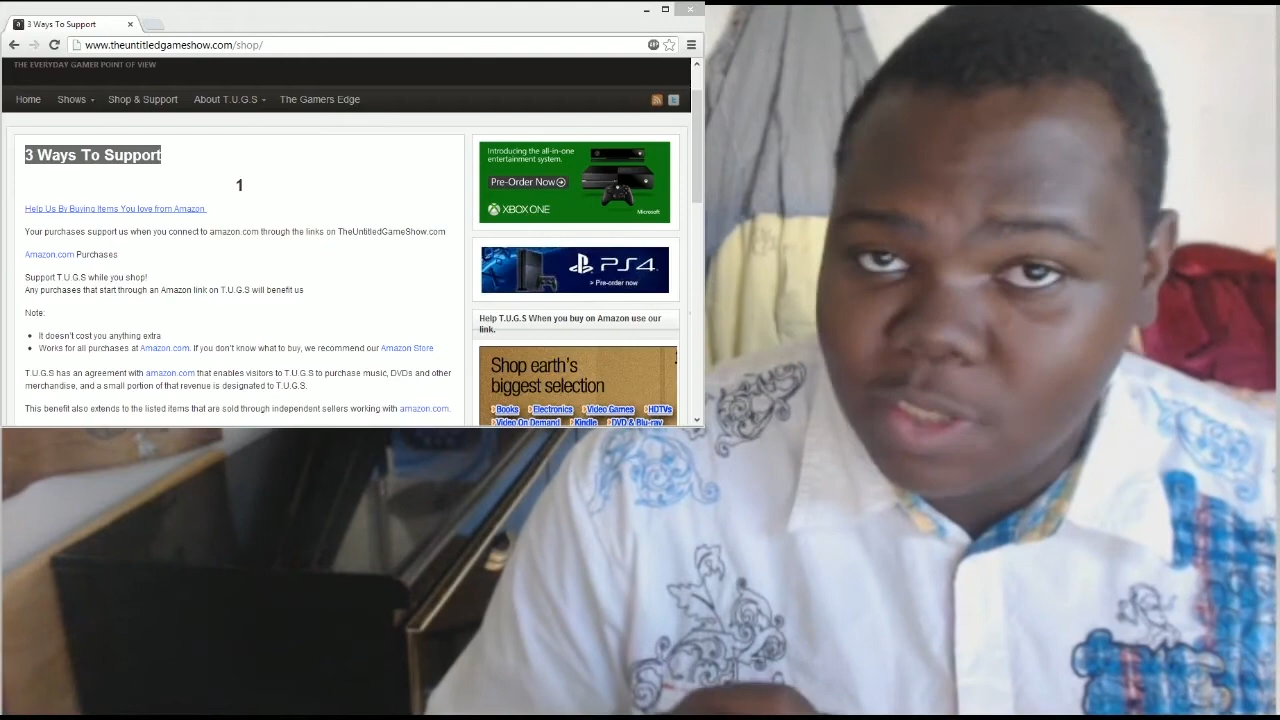 3 Ways To Support
www.theuntitledgameshow.com/shop/
THE EVERYDAY GAMER POINT OF VIEW
Home Shows Shop & Support About T.U.G.S The Gamers Edge
3 Ways To Support
1
Help Us By Buying Items You love from Amazon
Your purchases support us when you connect to amazon.com through the links on TheUntitledGameShow.com
Amazon.com Purchases
Support T.U.G.S while you shop!
Any purchases that start through an Amazon link on T.U.G.S will benefit us
Note:
It doesn't cost you anything extra
Works for all purchases at Amazon.com. If you don't know what to buy, we recommend our Amazon Store
T.U.G.S has an agreement with amazon.com that enables visitors to T.U.G.S to purchase music, DVDs and other
merchandise, and a small portion of that revenue is designated to T.U.G.S.
This benefit also extends to the listed items that are sold through independent sellers working with amazon.com.
Introducing the all-in-one
entertainment system.
Pre-Order Now
XBOX ONE
Microsoft
PS4
> Pre-order now
Help T.U.G.S When you buy on Amazon use our
link.
Shop earth's
biggest selection
Books Electronics Video Games HDTVs
Video On Demand Kindle DVD & Blu-ray